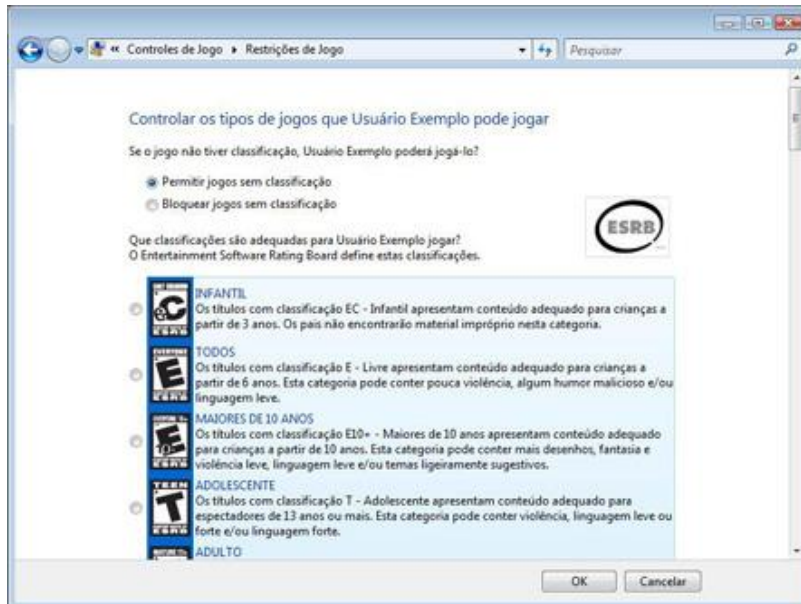 « Controles de Jogo ▸ Restrições de Jogo
Pesquisar
Controlar os tipos de jogos que Usuário Exemplo pode jogar
Se o jogo não tiver classificação, Usuário Exemplo poderá jogá-lo?
Permitir jogos sem classificação
Bloquear jogos sem classificação
ESRB
Que classificações são adequadas para Usuário Exemplo jogar?
O Entertainment Software Rating Board define estas classificações.
eC
INFANTIL
Os títulos com classificação EC - Infantil apresentam conteúdo adequado para crianças a
partir de 3 anos. Os pais não encontrarão material impróprio nesta categoria.
E
TODOS
Os títulos com classificação E - Livre apresentam conteúdo adequado para crianças a
partir de 6 anos. Esta categoria pode conter pouca violência, algum humor malicioso e/ou
linguagem leve.
E
MAIORES DE 10 ANOS
Os títulos com classificação E10+ - Maiores de 10 anos apresentam conteúdo adequado
para crianças a partir de 10 anos. Esta categoria pode conter mais desenhos, fantasia e
violência leve, linguagem leve e/ou temas ligeiramente sugestivos.
TEEN
T
ADOLESCENTE
Os títulos com classificação T - Adolescente apresentam conteúdo adequado para
espectadores de 13 anos ou mais. Esta categoria pode conter violência, linguagem leve ou
forte e/ou linguagem forte.
ADULTO
OK
Cancelar